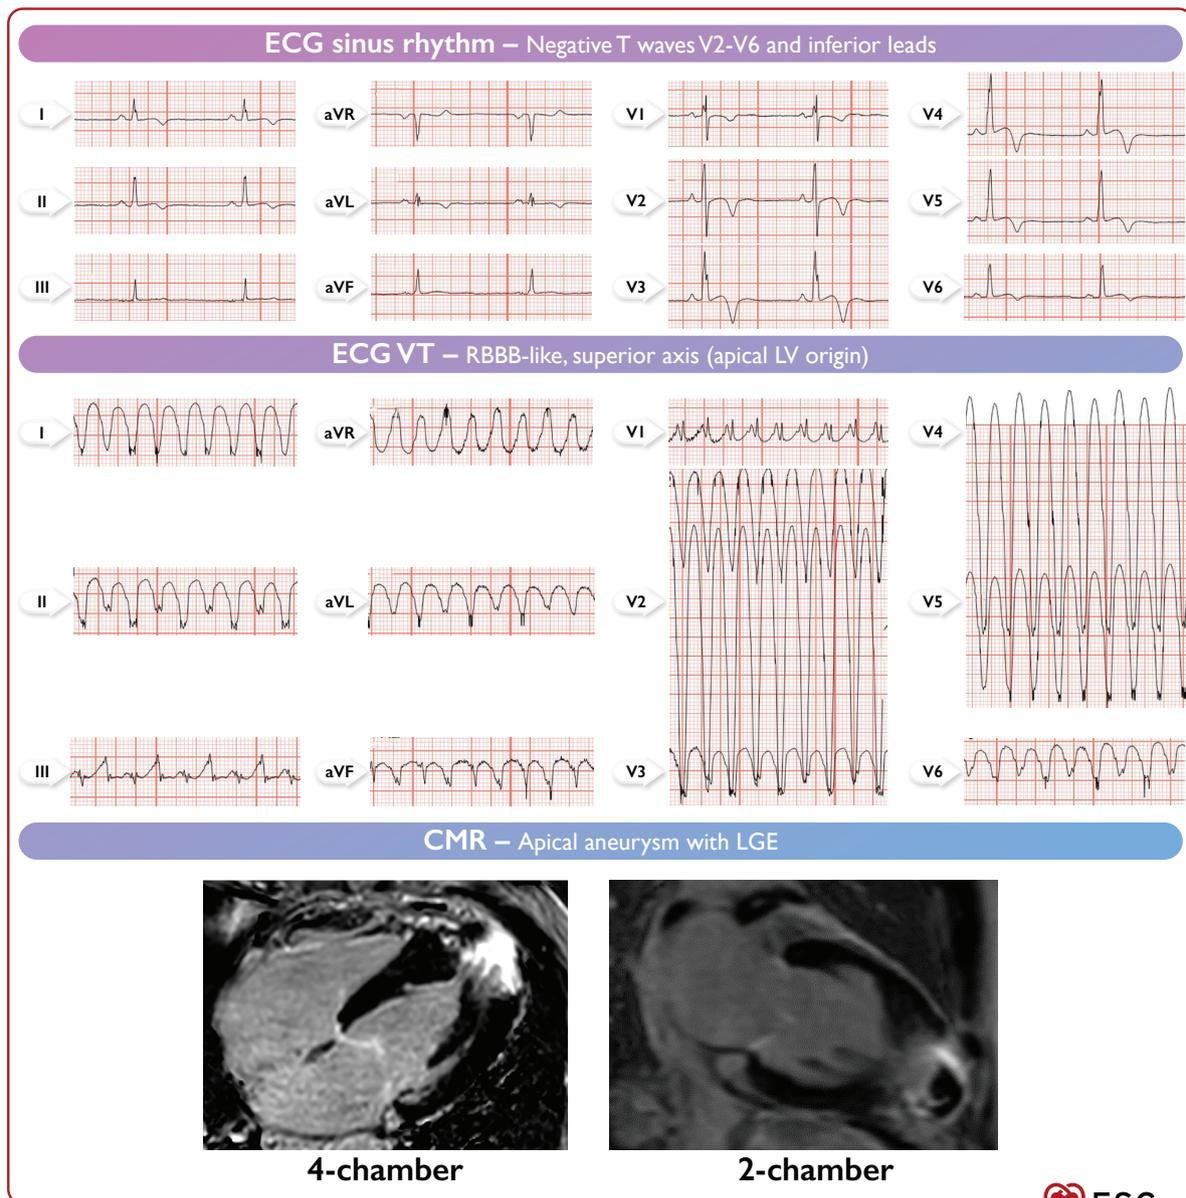 ECG sinus rhythm – Negative T waves V2-V6 and inferior leads
I
aVR
V1
V4
II
aVL
V2
V5
III
aVF
V3
V6
ECG VT – RBBB-like, superior axis (apical LV origin)
I
aVR
V1
V4
II
aVL
V2
V5
III
aVF
V3
V6
CMR – Apical aneurysm with LGE
4-chamber
2-chamber
ESC